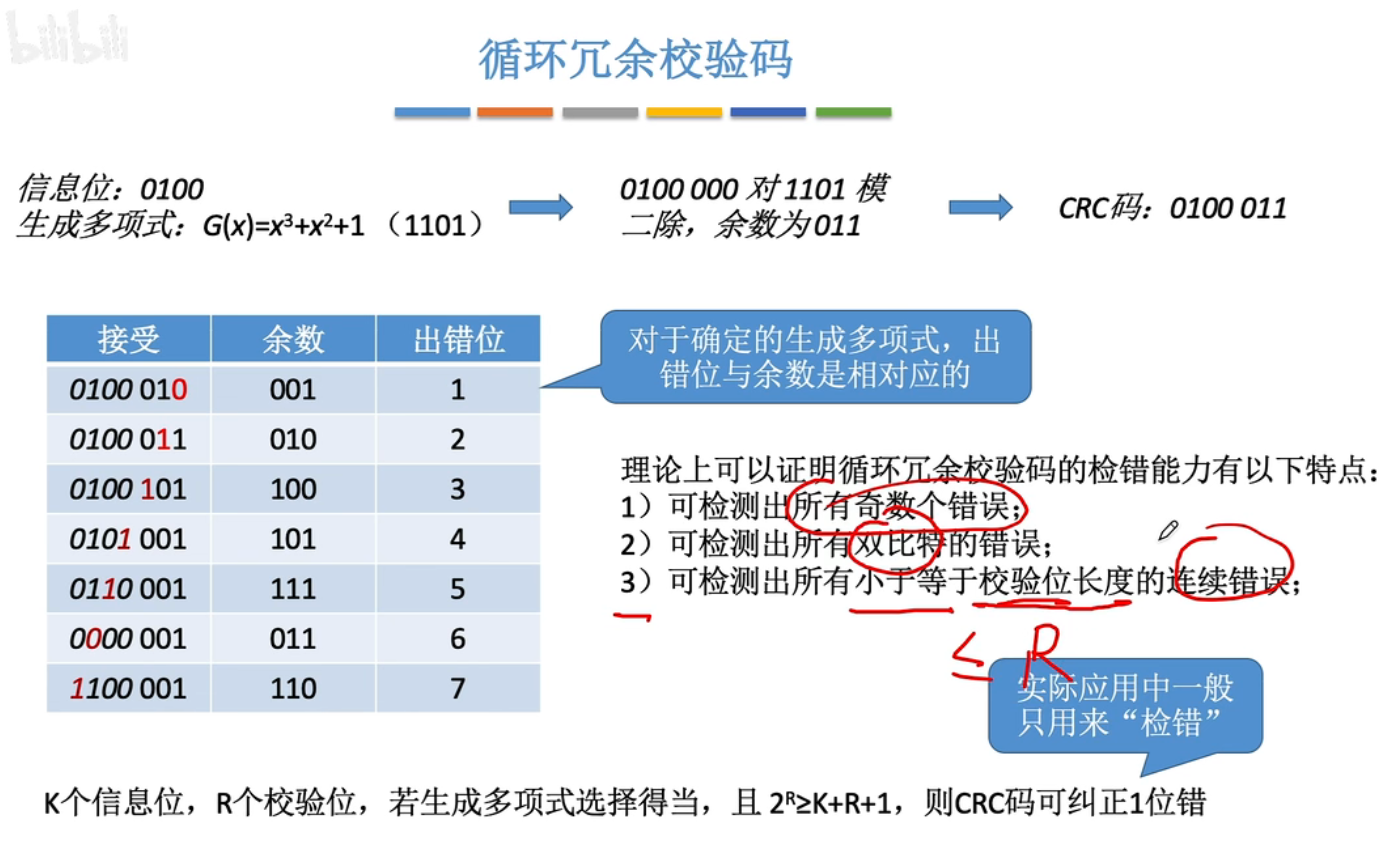 bilibili
循环冗余校验码
信息位：0100
生成多项式：G(x)=x³+x²+1 （1101）
0100 000 对 1101 模
二除，余数为 011
CRC码：0100 011
接受 余数 出错位
0100 010 001 1
0100 011 010 2
0100 101 100 3
0101 001 101 4
0110 001 111 5
0000 001 011 6
1100 001 110 7
对于确定的生成多项式，出
错位与余数是相对应的
理论上可以证明循环冗余校验码的检错能力有以下特点：
1）可检测出所有奇数个错误；
2）可检测出所有双比特的错误；
3）可检测出所有小于等于校验位长度的连续错误；
≤ R
实际应用中一般
只用来“检错”
K个信息位，R个校验位，若生成多项式选择得当，且 2ᴿ≥K+R+1，则CRC码可纠正1位错